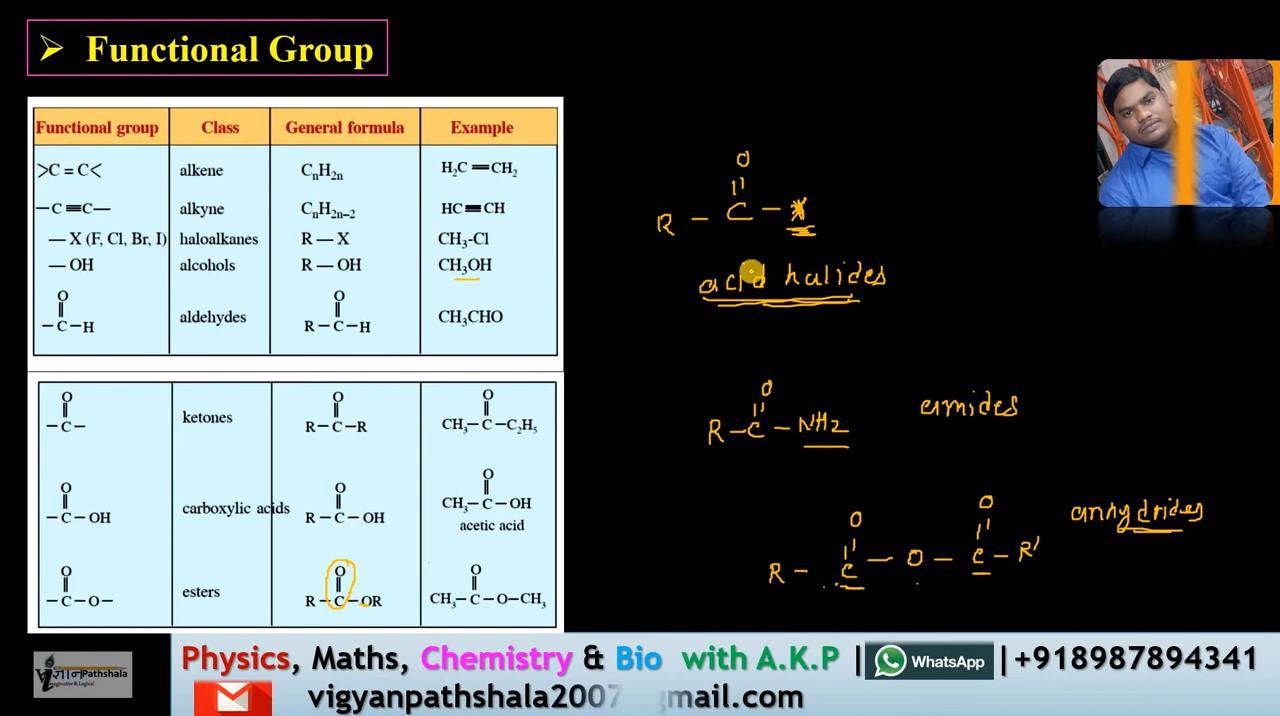 ➢ Functional Group
Functional group Class General formula Example
>C = C< alkene CnH2n H2C ═ CH2
— C ≡ C — alkyne CnH2n–2 HC ≡ CH
— X (F, Cl, Br, I) haloalkanes R — X CH3-Cl
— OH alcohols R — OH CH3OH
O O
|| ||
— C — H aldehydes R — C — H CH3CHO
O O O
|| || ||
— C — ketones R — C — R CH3 — C — C2H5
O O O
|| || ||
— C — OH carboxylic acids R — C — OH CH3 — C — OH
acetic acid
O O O
|| || ||
— C — O — esters R — C — OR CH3 — C — O — CH3
O
||
R — C — X
acid halides
O
||
R — C — NH2 amides
O O
|| ||
R — C — O — C — R' anhydrides
विज्ञानPathshala
Physics, Maths, Chemistry & Bio with A.K.P | WhatsApp | +918987894341
vigyanpathshala2007 gmail.com